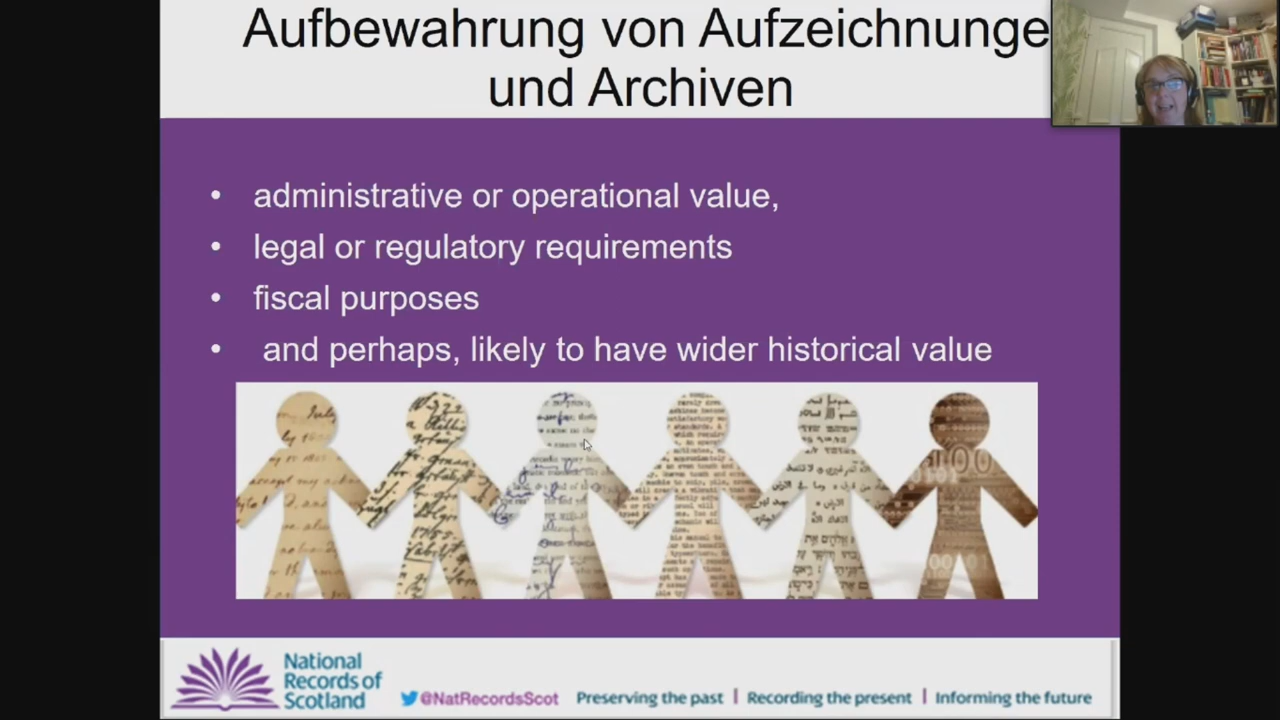 Aufbewahrung von Aufzeichnunge
und Archiven
• administrative or operational value,
• legal or regulatory requirements
• fiscal purposes
• and perhaps, likely to have wider historical value
National
Records of
Scotland
@NatRecordsScot
Preserving the past | Recording the present | Informing the future